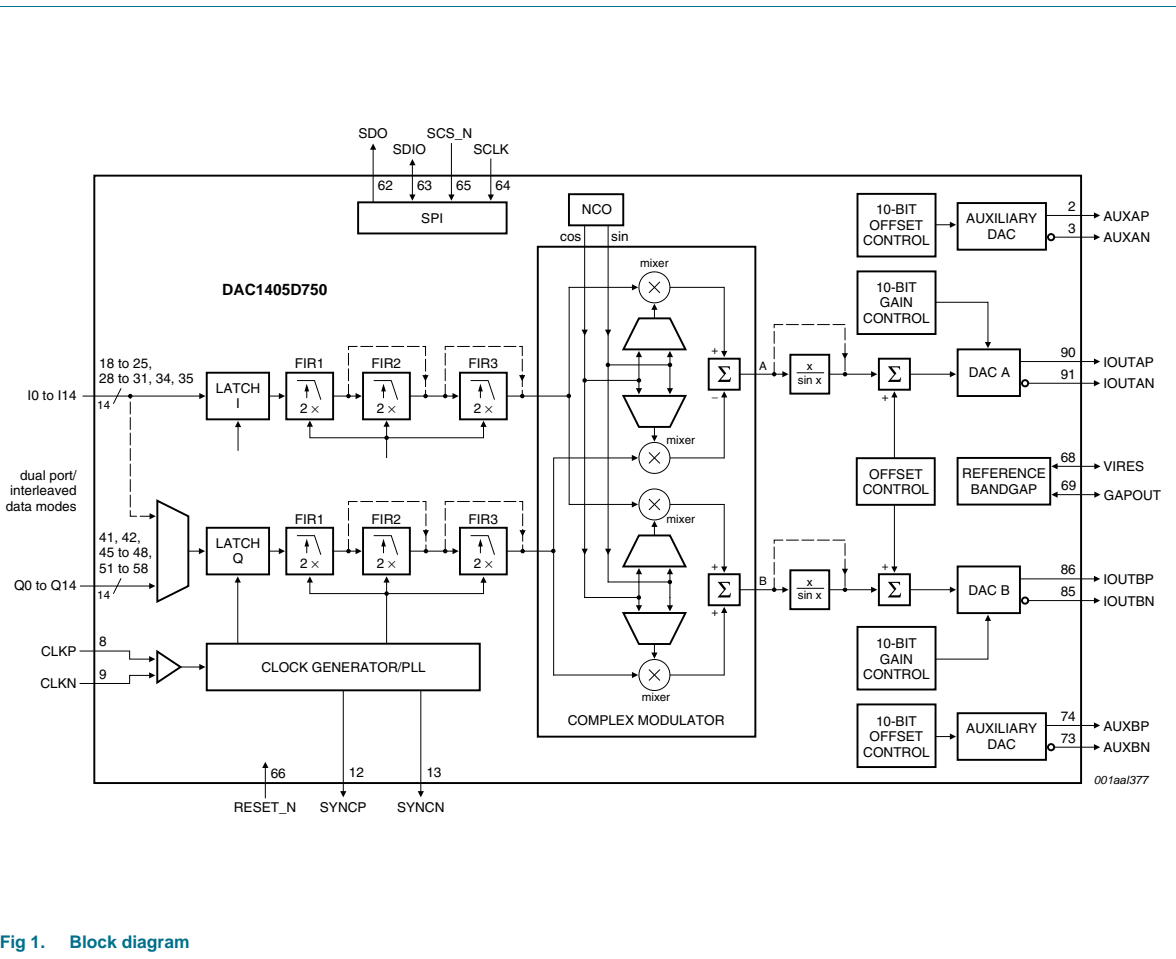 SDO
SCS_N
SDIO
SCLK
62
63
65
64
SPI
NCO
cos
sin
DAC1405D750
mixer
10-BIT
OFFSET
CONTROL
AUXILIARY
DAC
2
AUXAP
3
AUXAN
10-BIT
GAIN
CONTROL
18 to 25,
28 to 31, 34, 35
I0 to I14
14
LATCH
I
FIR1
2 ×
FIR2
2 ×
FIR3
2 ×
+
Σ
−
A
x
sin x
Σ
+
DAC A
90
IOUTAP
91
IOUTAN
mixer
dual port/
interleaved
data modes
OFFSET
CONTROL
REFERENCE
BANDGAP
68
VIRES
69
GAPOUT
mixer
41, 42,
45 to 48,
51 to 58
Q0 to Q14
14
LATCH
Q
FIR1
2 ×
FIR2
2 ×
FIR3
2 ×
+
Σ
+
B
x
sin x
+
Σ
DAC B
86
IOUTBP
85
IOUTBN
CLKP
8
CLKN
9
CLOCK GENERATOR/PLL
mixer
COMPLEX MODULATOR
10-BIT
GAIN
CONTROL
10-BIT
OFFSET
CONTROL
AUXILIARY
DAC
74
AUXBP
73
AUXBN
66
RESET_N
12
SYNCP
13
SYNCN
001aal377
Fig 1. Block diagram